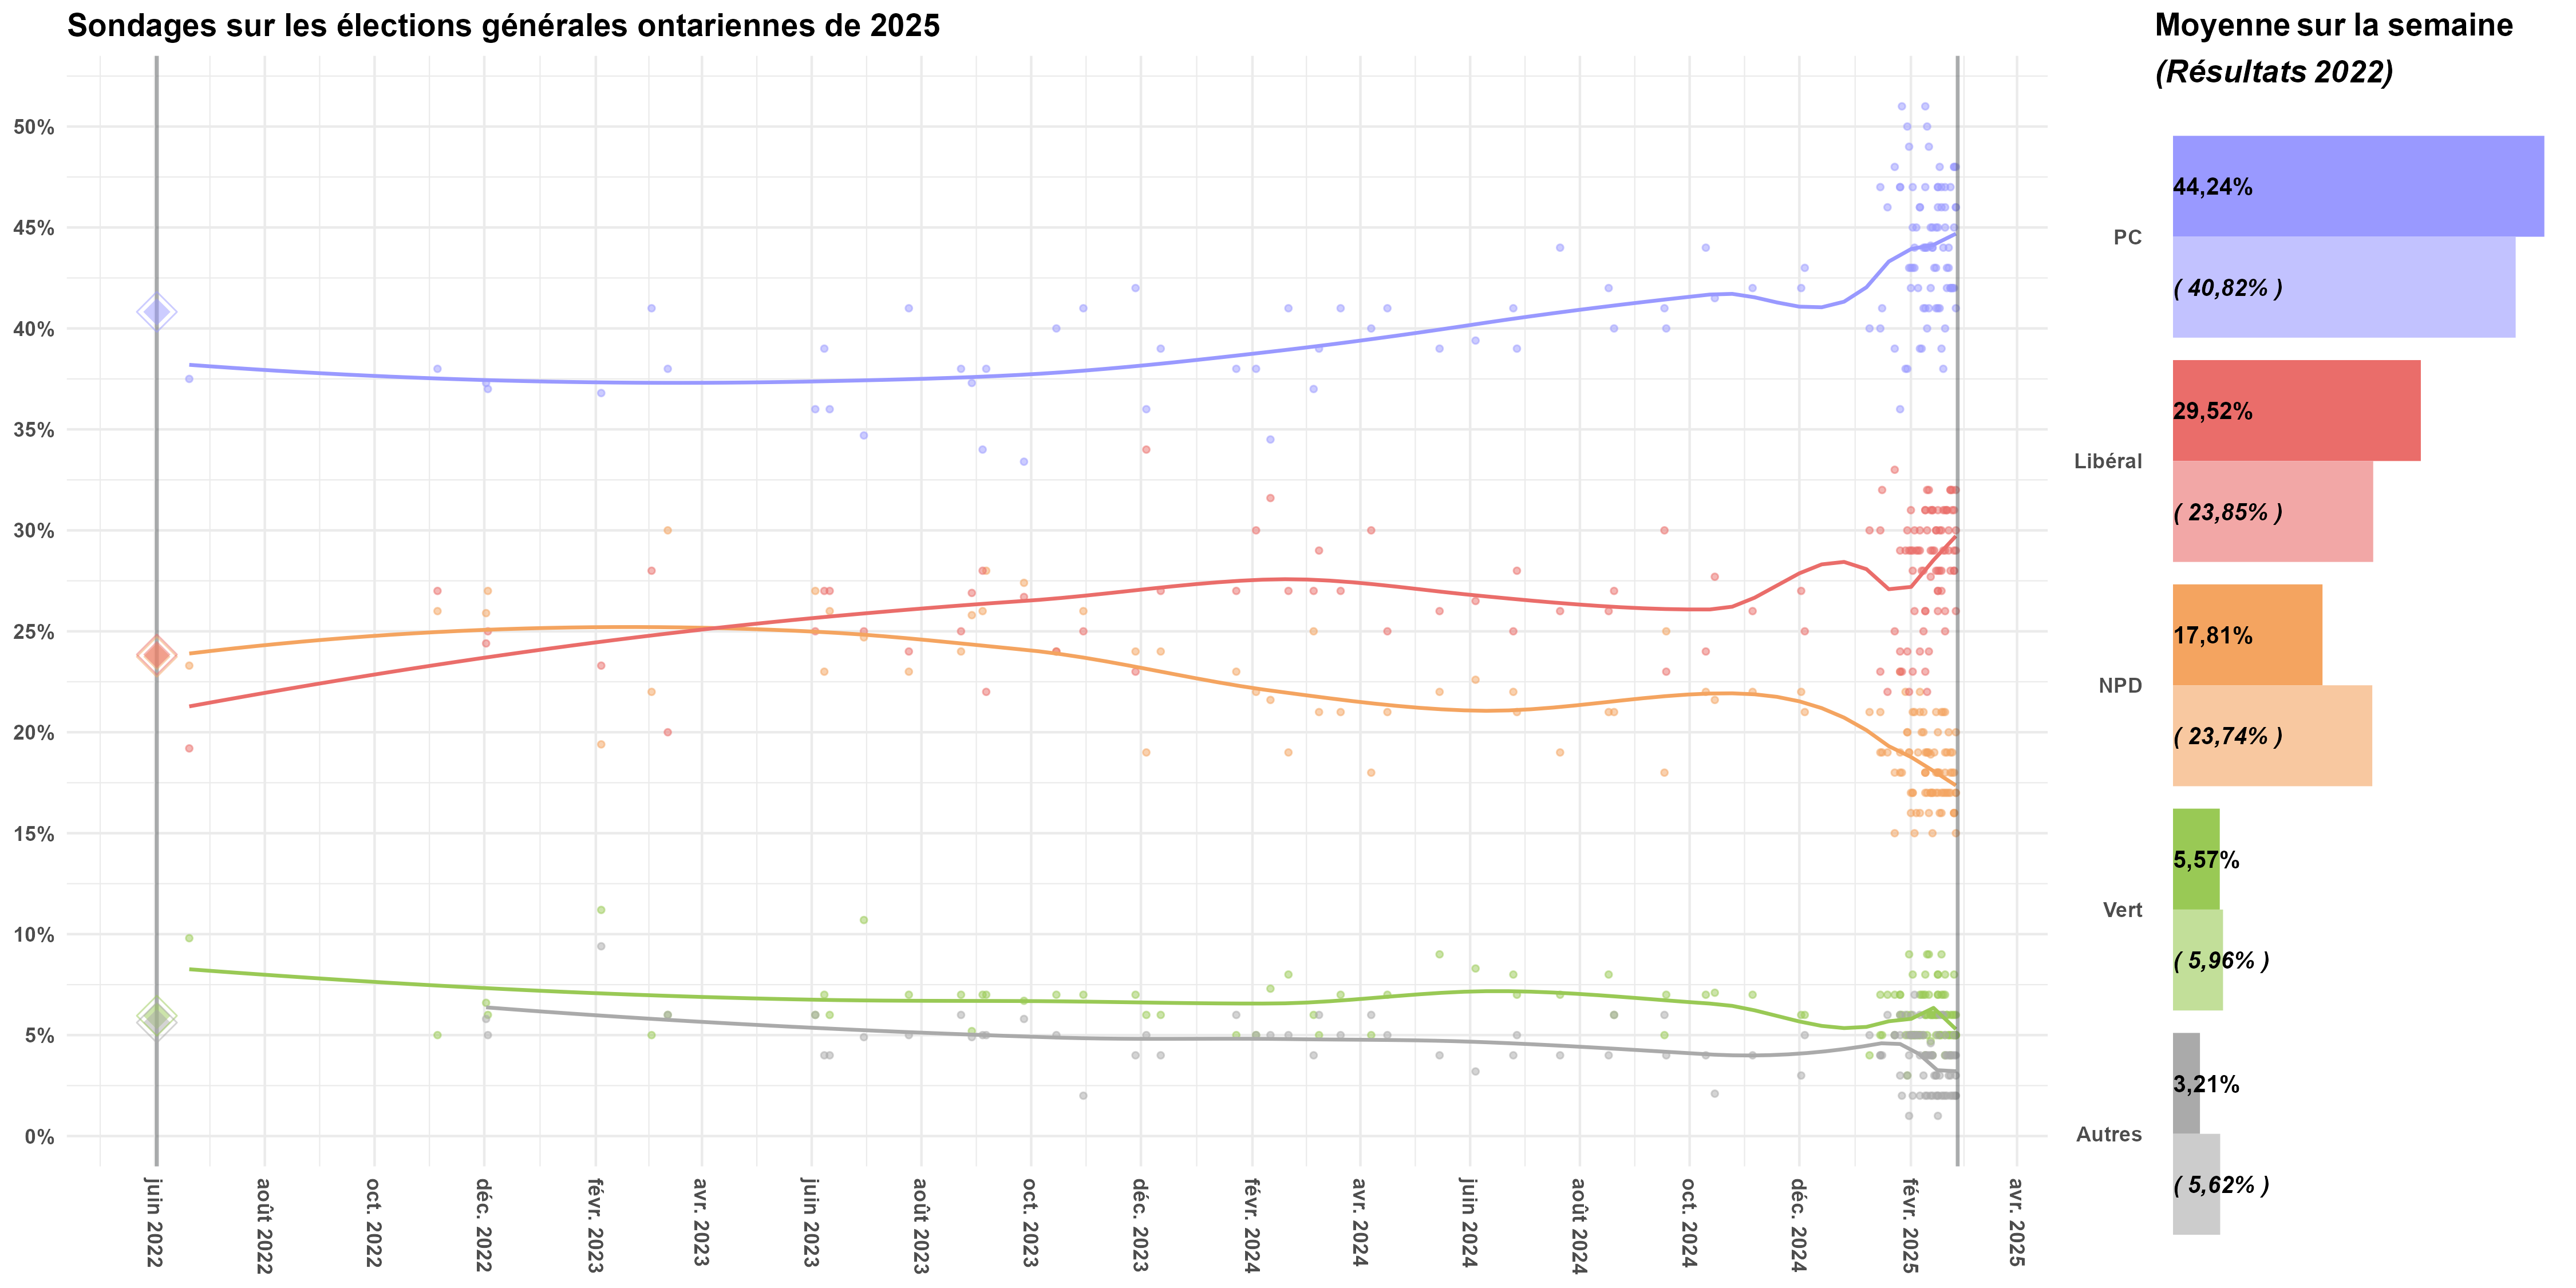 Sondages sur les élections générales ontariennes de 2025
50%
45%
40%
35%
30%
25%
20%
15%
10%
5%
0%
juin 2022
août 2022
oct. 2022
déc. 2022
févr. 2023
avr. 2023
juin 2023
août 2023
oct. 2023
déc. 2023
févr. 2024
avr. 2024
juin 2024
août 2024
oct. 2024
déc. 2024
févr. 2025
avr. 2025
Moyenne sur la semaine
(Résultats 2022)
PC
44,24%
( 40,82% )
Libéral
29,52%
( 23,85% )
NPD
17,81%
( 23,74% )
Vert
5,57%
( 5,96% )
Autres
3,21%
( 5,62% )